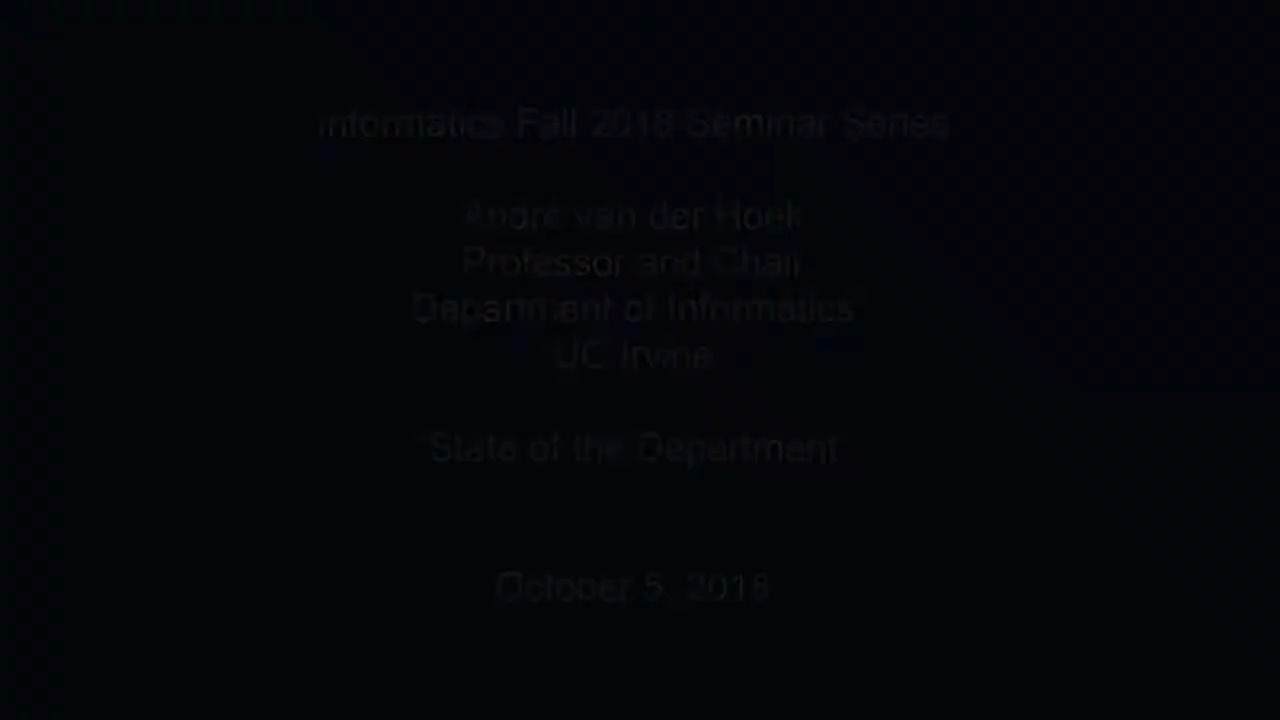 Informatics Fall 2018 Seminar Series
André van der Hoek
Professor and Chair
Department of Informatics
UC Irvine
"State of the Department"
October 5, 2018